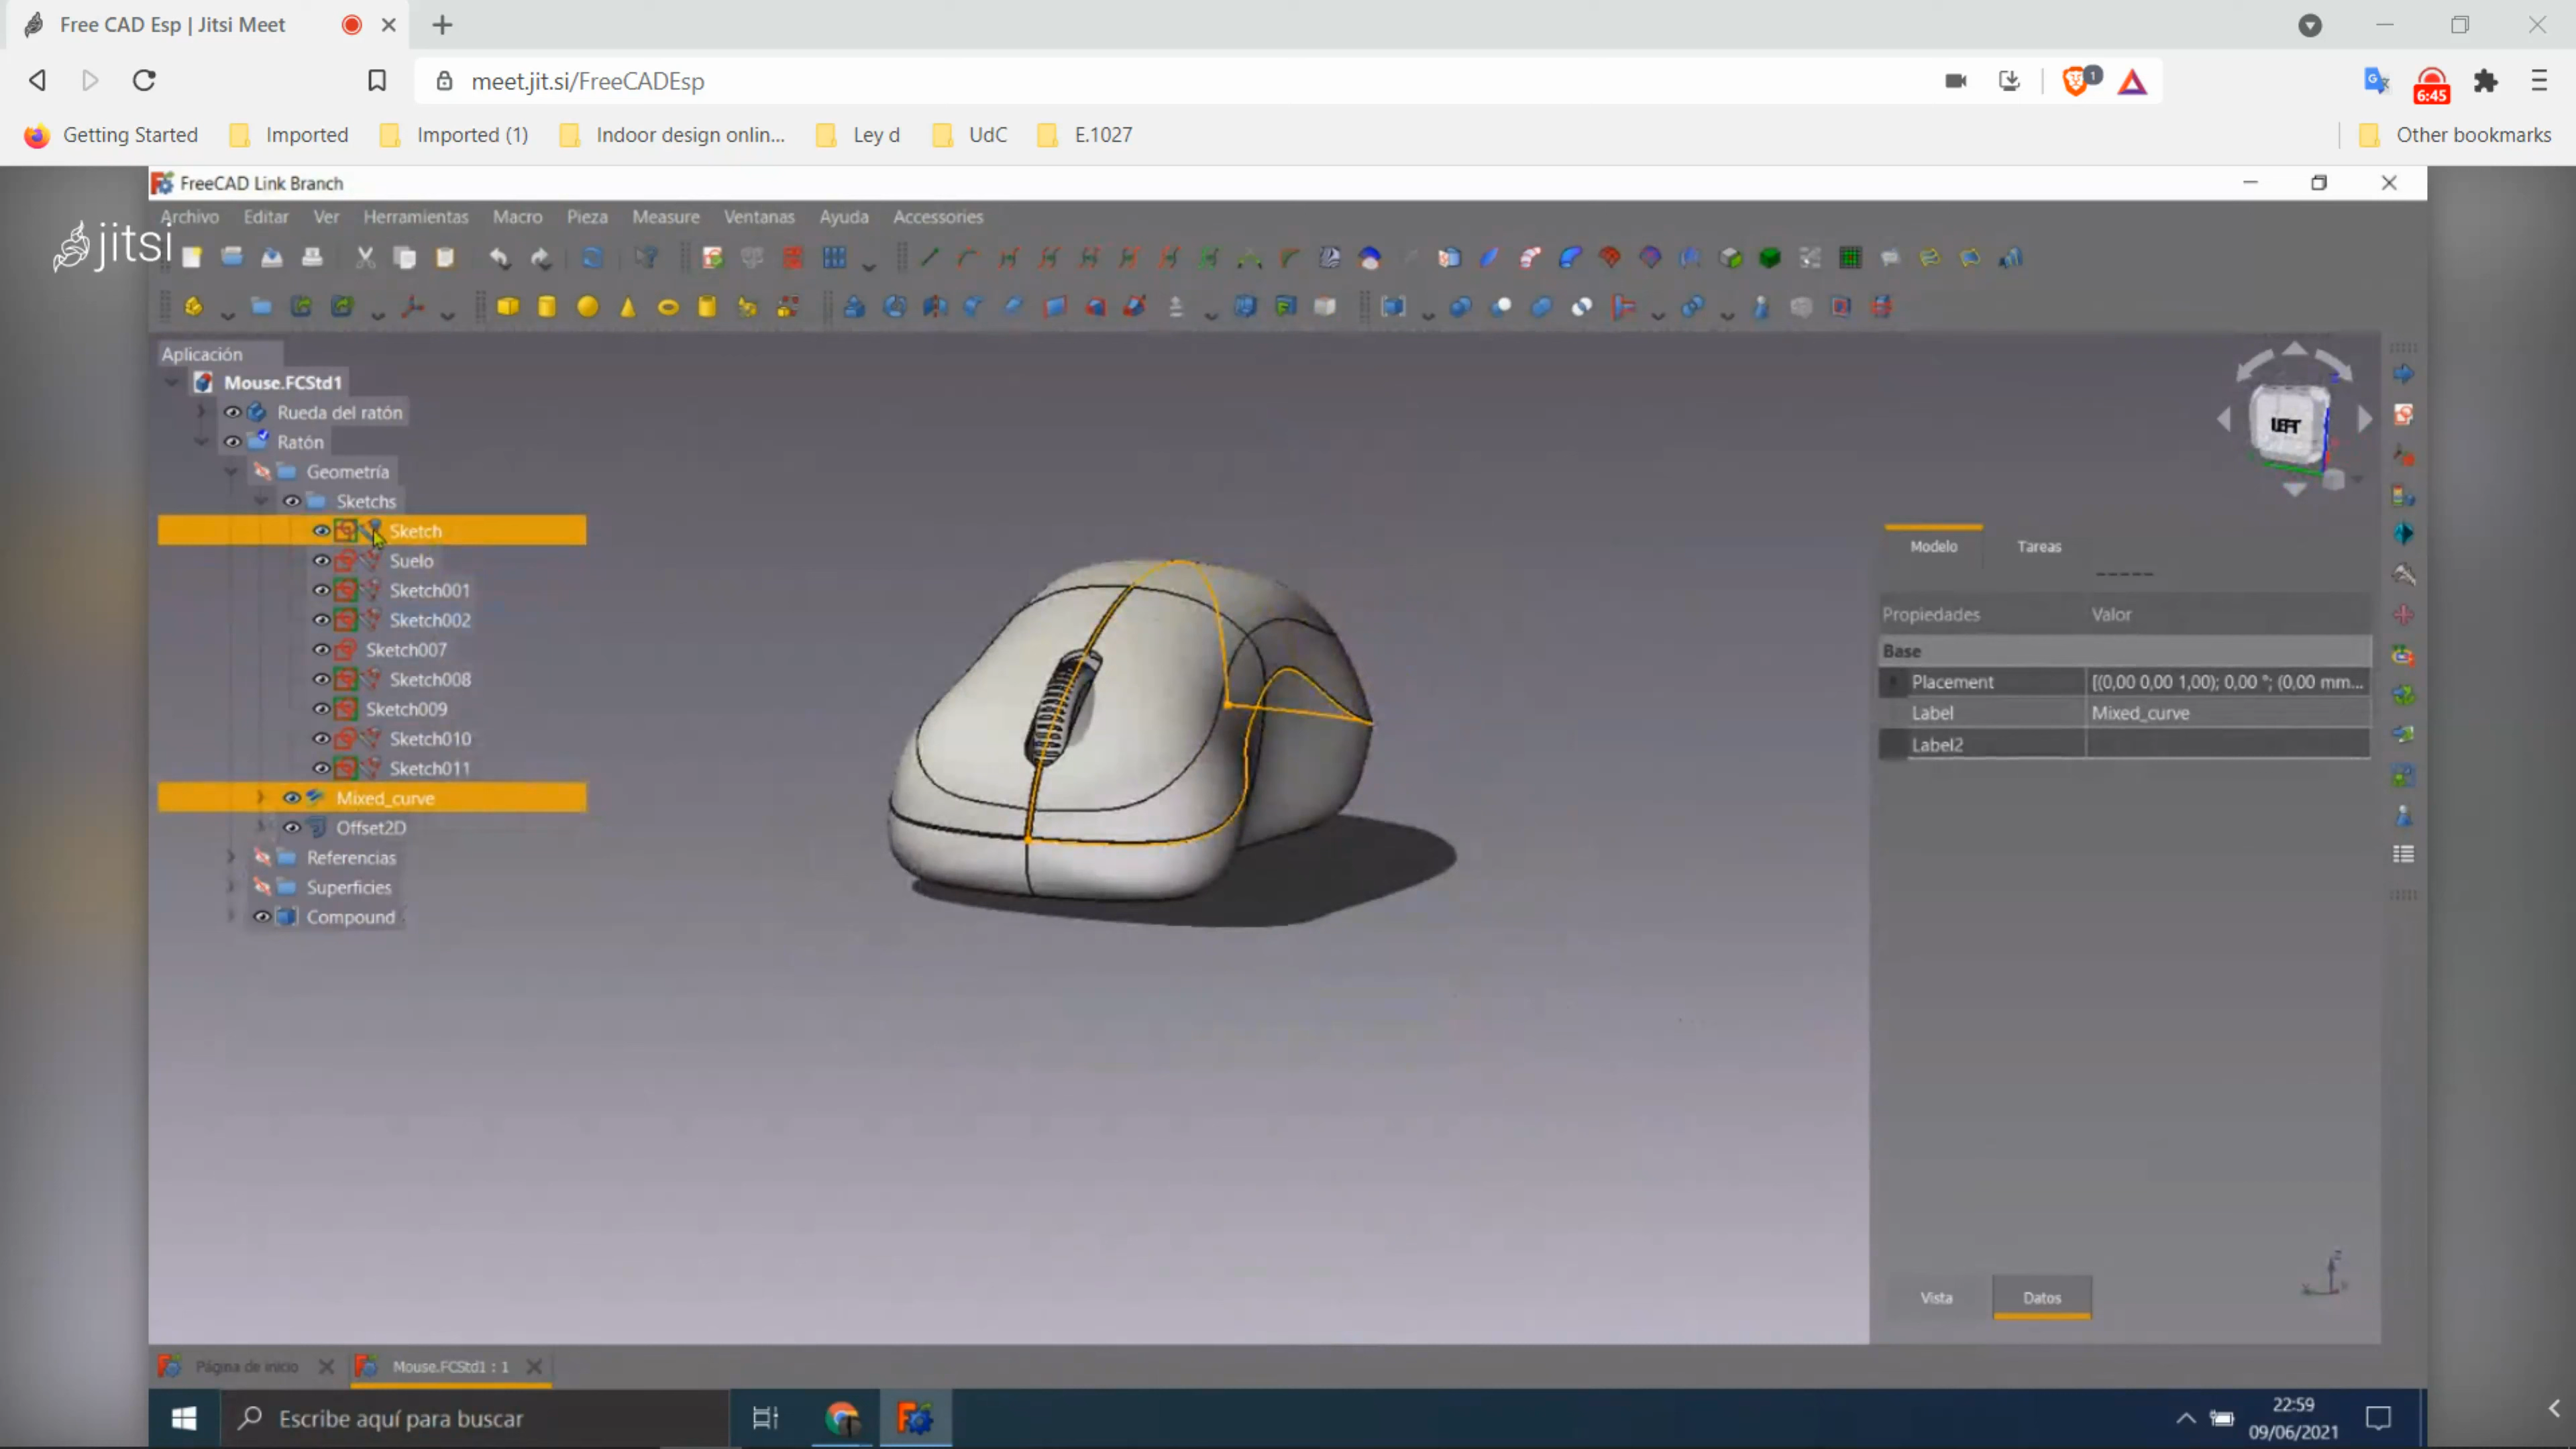 Free CAD Esp | Jitsi Meet
meet.jit.si/FreeCADEsp
1
6:45
Getting Started
Imported
Imported (1)
Indoor design onlin...
Ley d
UdC
E.1027
Other bookmarks
FreeCAD Link Branch
Archivo
Editar
Ver
Herramientas
Macro
Pieza
Measure
Ventanas
Ayuda
Accessories
jitsi
Aplicación
Mouse.FCStd1
Rueda del ratón
Ratón
Geometría
Sketchs
Sketch
Suelo
Sketch001
Sketch002
Sketch007
Sketch008
Sketch009
Sketch010
Sketch011
Mixed_curve
Offset2D
Referencias
Superficies
Compound
LEFT
Modelo
Tareas
Propiedades
Valor
Base
Placement
[(0,00 0,00 1,00); 0,00 °; (0,00 mm...
Label
Mixed_curve
Label2
Vista
Datos
Página de inicio
Mouse.FCStd1 : 1
Escribe aquí para buscar
22:59
09/06/2021